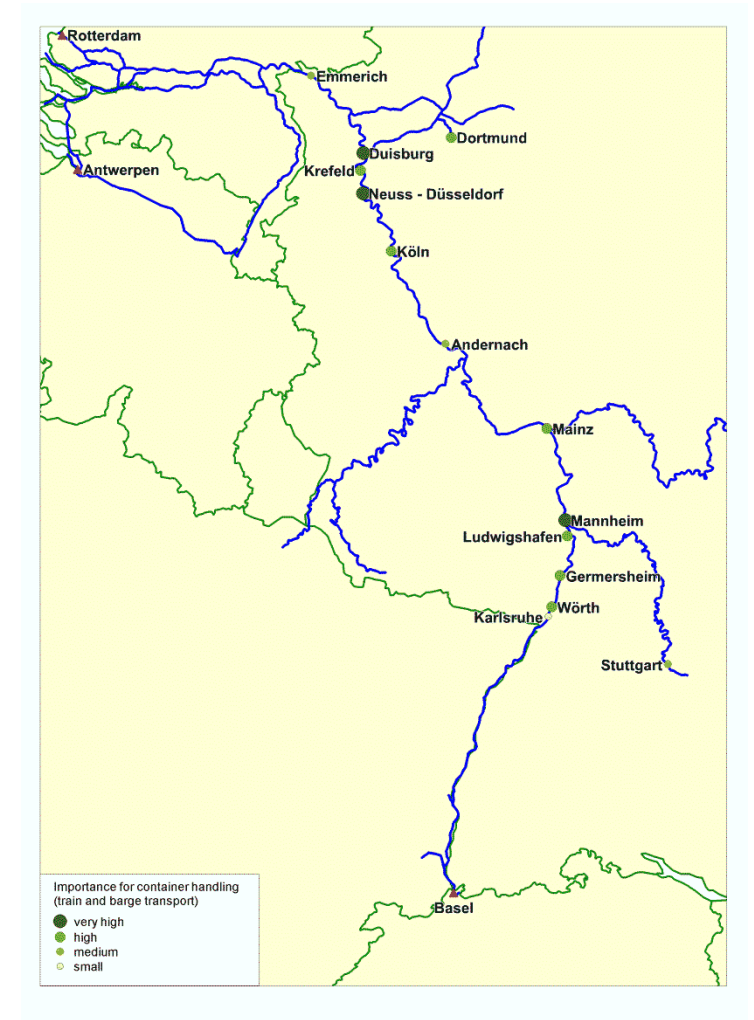 Rotterdam
Emmerich
Dortmund
Duisburg
Antwerpen
Krefeld
Neuss - Düsseldorf
Köln
Andernach
Mainz
Mannheim
Ludwigshafen
Germersheim
Wörth
Karlsruhe
Stuttgart
Basel
Importance for container handling
(train and barge transport)
very high
high
medium
small